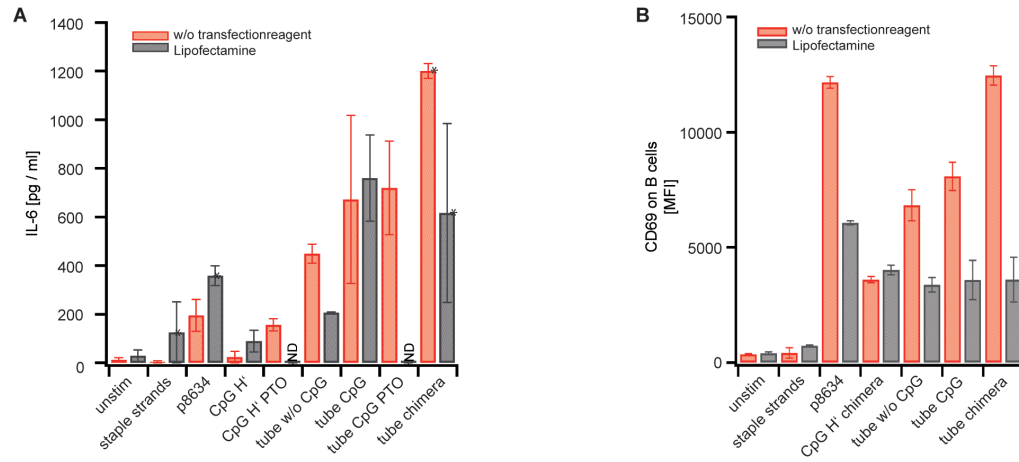 A
IL-6 [pg / ml]
1400
1200
1000
800
600
400
200
0
w/o transfectionreagent
Lipofectamine
*
*
*
*
ND
ND
unstim
staple strands
p8634
CpG H'
CpG H' PTO
tube w/o CpG
tube CpG
tube CpG PTO
tube chimera
B
CD69 on B cells
[MFI]
15000
10000
5000
0
w/o transfectionreagent
Lipofectamine
unstim
staple strands
p8634
CpG H' chimera
tube w/o CpG
tube CpG
tube chimera